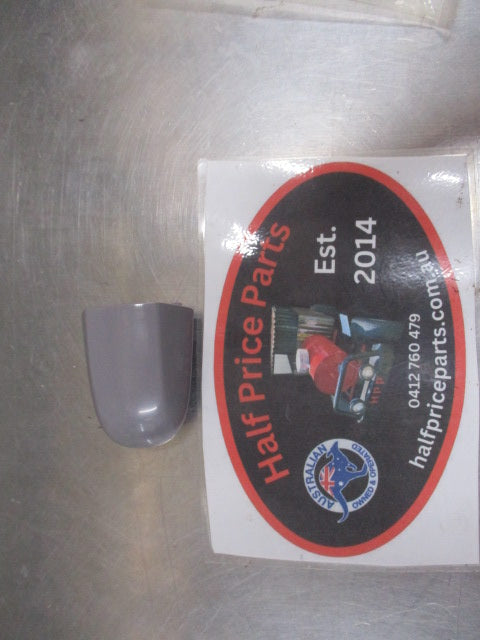 Half Price Parts
Est.
2014
AUSTRALIAN
OWNED & OPERATED
0412 760 479
halfpriceparts.com.au